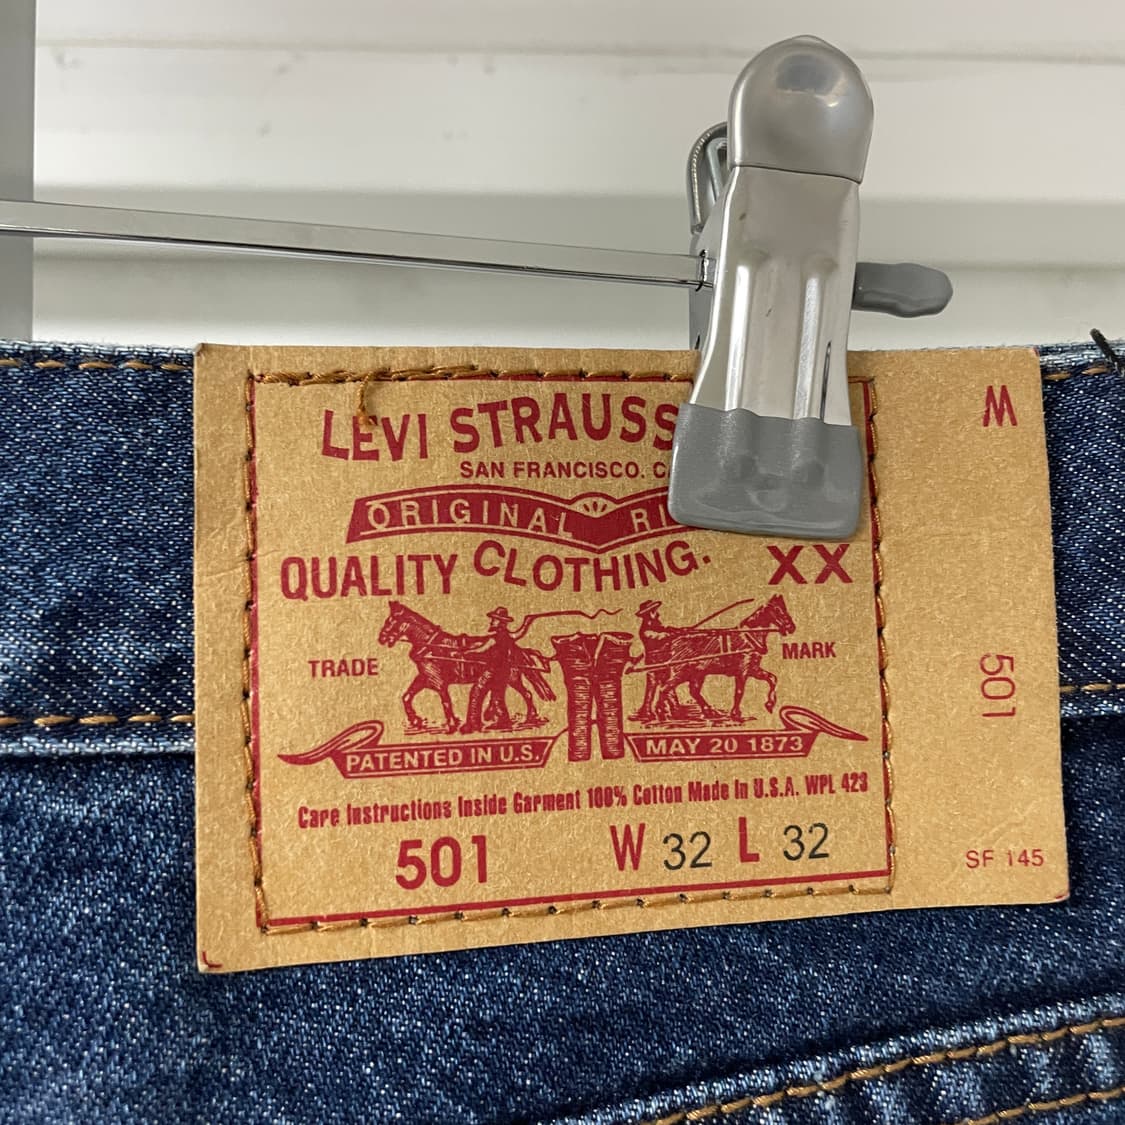 LEVI STRAUSS
SAN FRANCISCO. C
ORIGINAL RI
QUALITY CLOTHING.
XX
TRADE
MARK
PATENTED IN U.S.
MAY 20 1873
Care Instructions Inside Garment 100% Cotton Made In U.S.A. WPL 423
501 W 32 L 32
W
501
SF 145